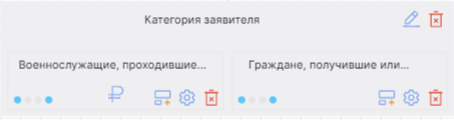 Категория заявителя
Военнослужащие, проходившие...
Граждане, получившие или...